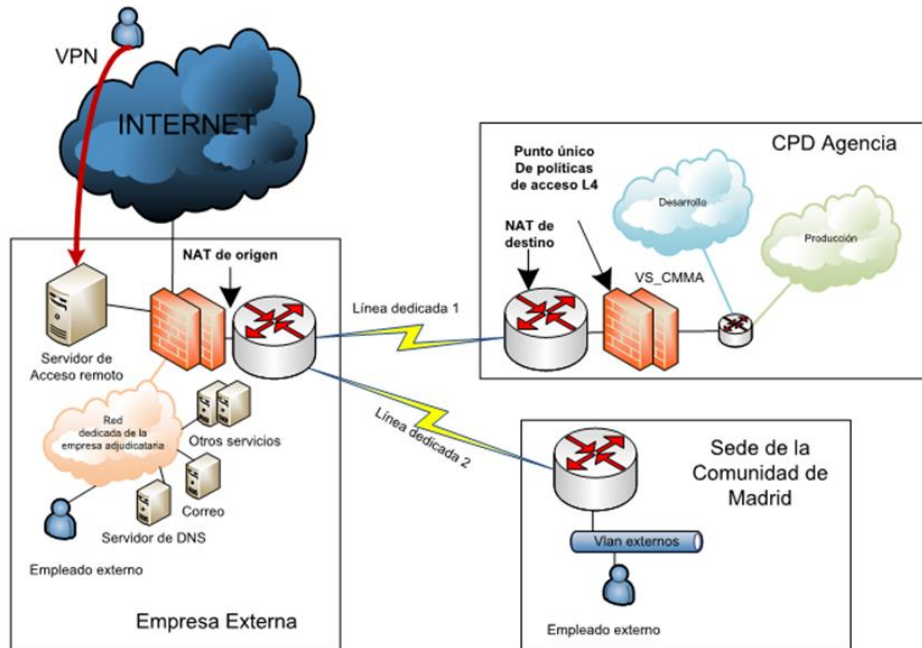 VPN
INTERNET
CPD Agencia
Punto único
De políticas
de acceso L4
NAT de
destino
Desarrollo
Producción
VS_CMMA
NAT de origen
Línea dedicada 1
Línea dedicada 2
Servidor de
Acceso remoto
Red
dedicada de la
empresa adjudicataria
Otros servicios
Correo
Servidor de DNS
Empleado externo
Empresa Externa
Sede de la
Comunidad de
Madrid
Vlan externos
Empleado externo